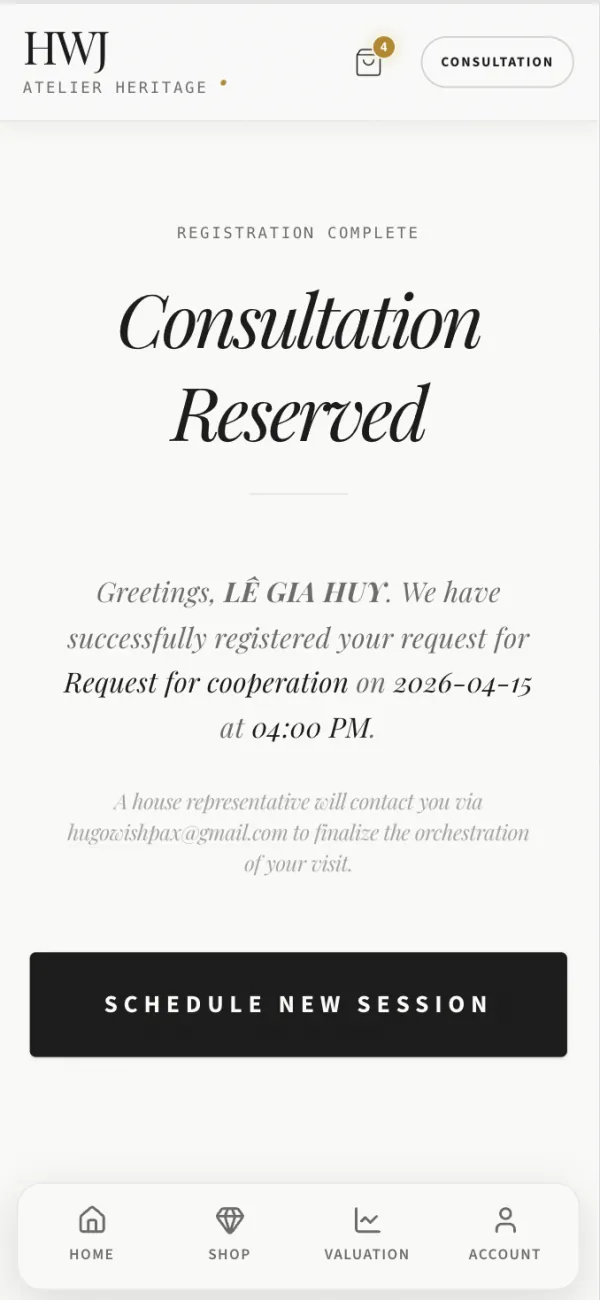 HWJ
ATELIER HERITAGE
4
CONSULTATION
REGISTRATION COMPLETE
Consultation
Reserved
Greetings, LÊ GIA HUY. We have
successfully registered your request for
Request for cooperation on 2026-04-15
at 04:00 PM.
A house representative will contact you via
hugowishpax@gmail.com to finalize the orchestration
of your visit.
SCHEDULE NEW SESSION
HOME
SHOP
VALUATION
ACCOUNT